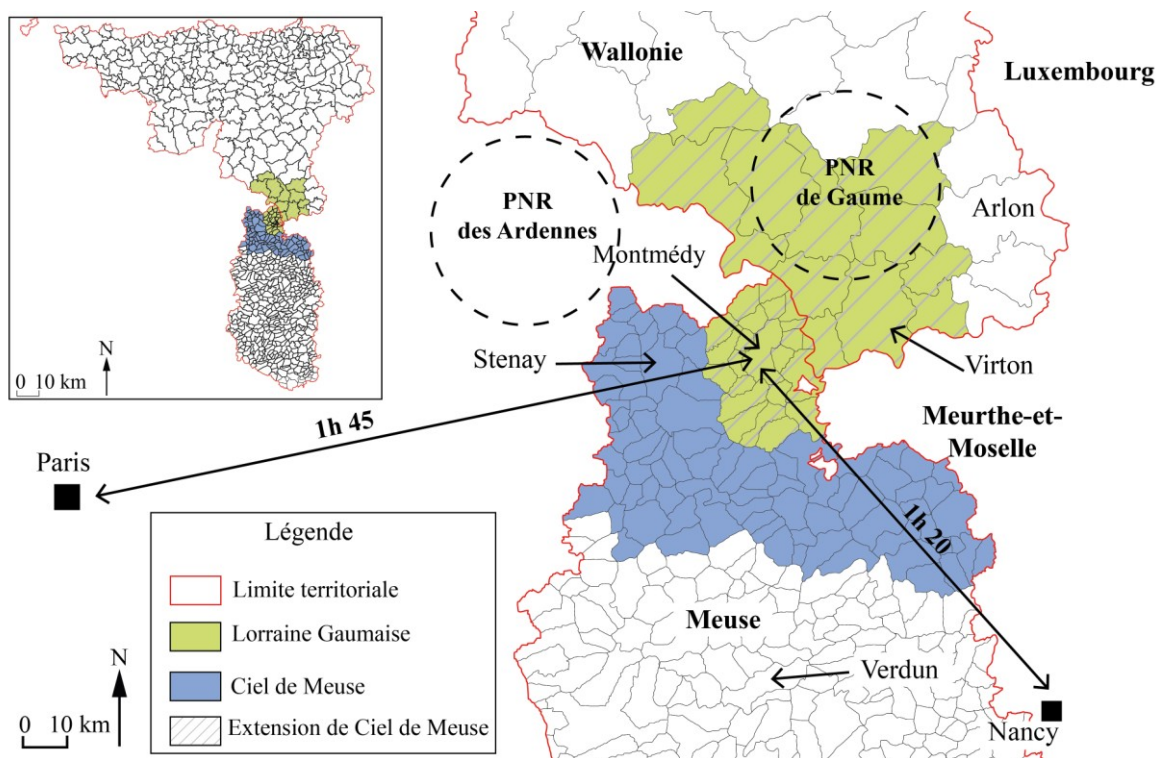 N
0 10 km
Wallonie
Luxembourg
PNR
des Ardennes
PNR
de Gaume
Arlon
Montmédy
Stenay
Virton
1h 45
Meurthe-et-
Moselle
Paris
1h 20
Légende
Limite territoriale
Lorraine Gaumaise
Ciel de Meuse
Extension de Ciel de Meuse
Meuse
Verdun
N
0 10 km
Nancy